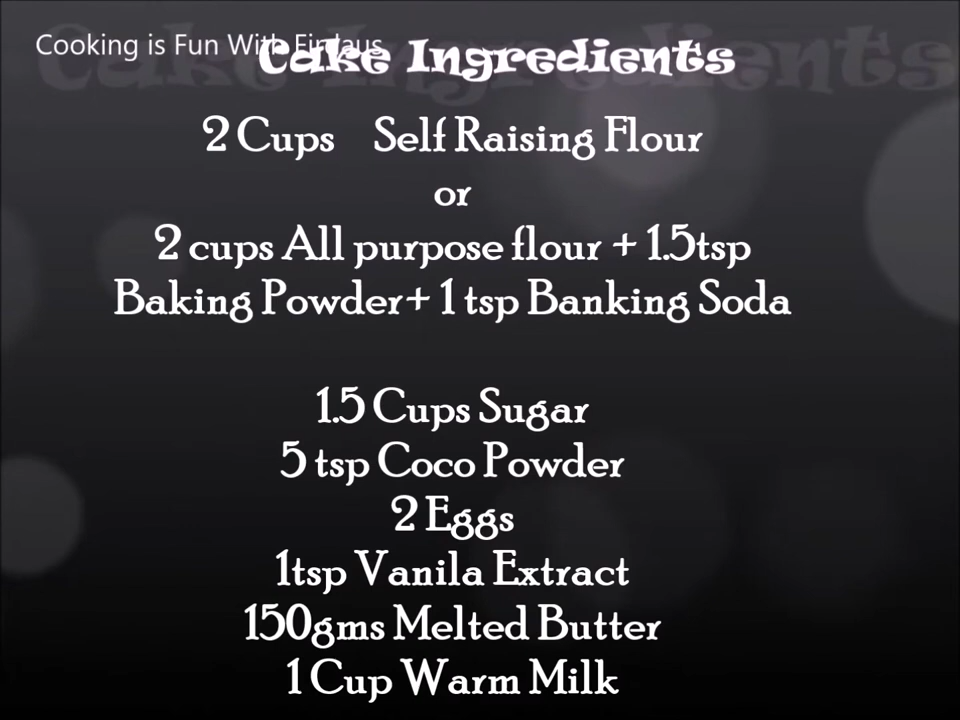 Cooking is Fun With Firdaus
Cake Ingredients
2 Cups Self Raising Flour
or
2 cups All purpose flour + 1.5tsp
Baking Powder+ 1 tsp Banking Soda
1.5 Cups Sugar
5 tsp Coco Powder
2 Eggs
1tsp Vanila Extract
150gms Melted Butter
1 Cup Warm Milk